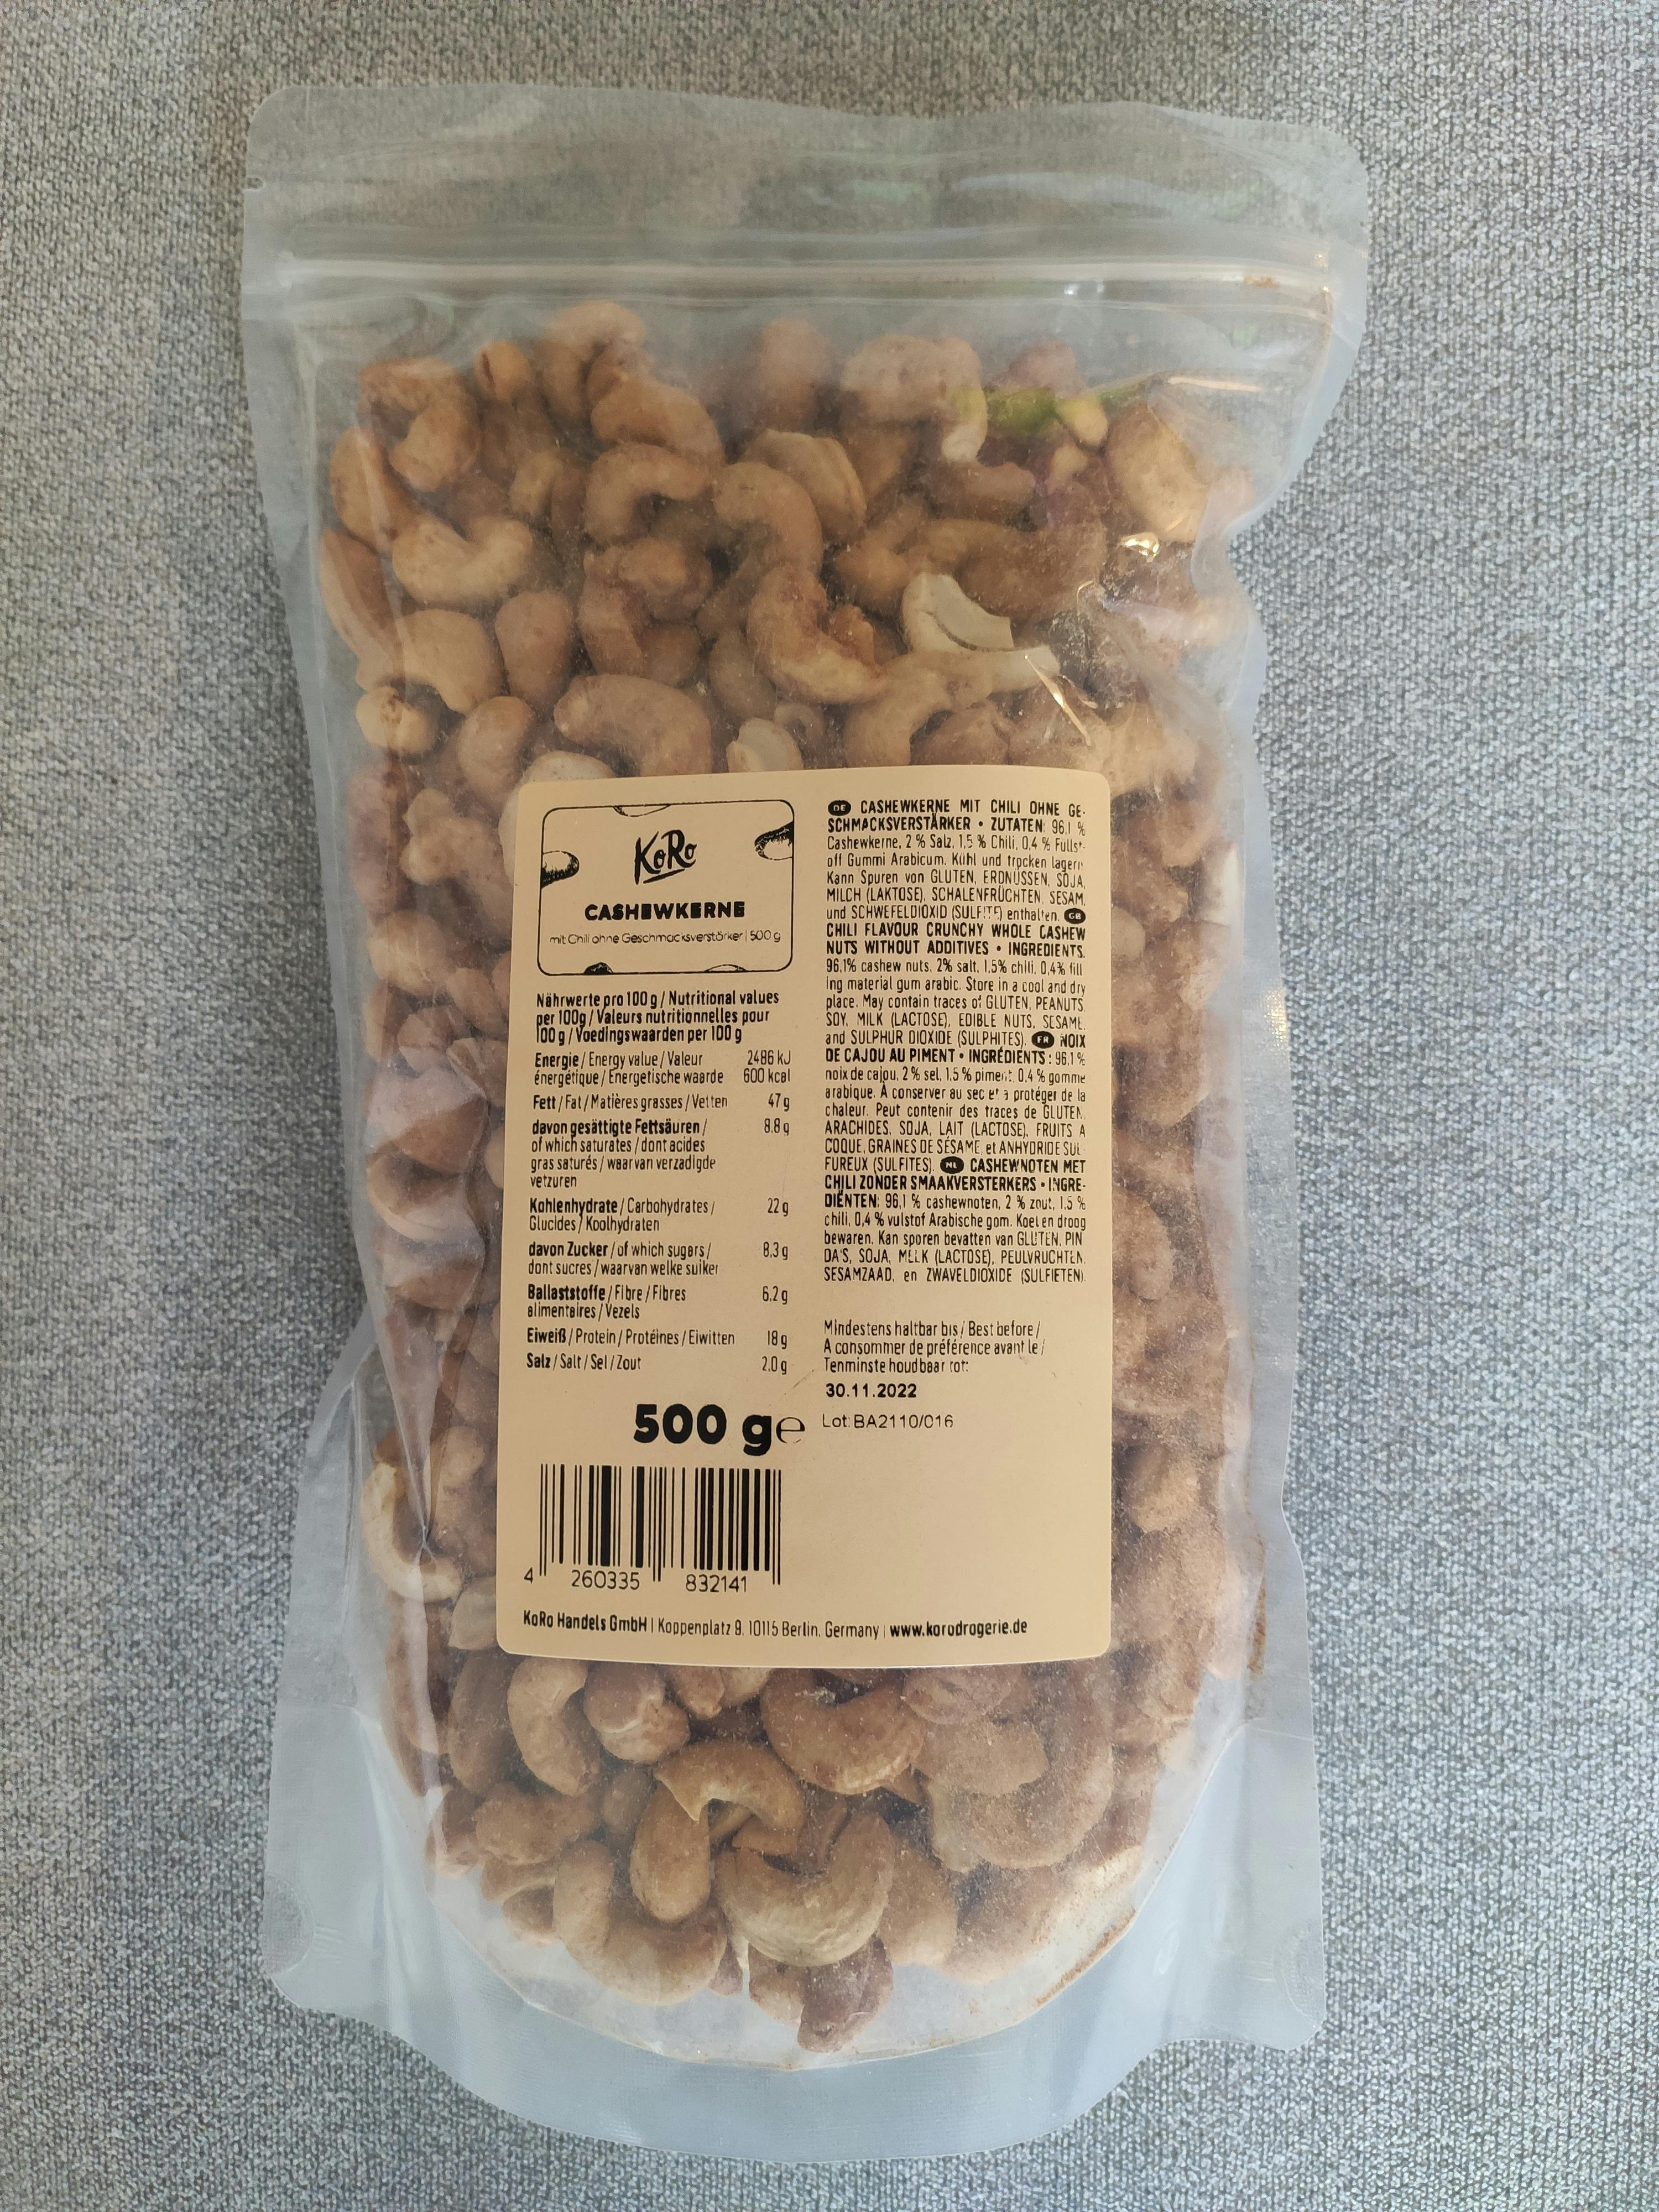 KoRo
CASHEWKERNE
mit Chili ohne Geschmacksverstärker | 500 g
Nährwerte pro 100 g / Nutritional values
per 100g / Valeurs nutritionnelles pour
100 g / Voedingswaarden per 100 g
Energie / Energy value / Valeur 2486 kJ
énergétique / Energetische waarde 600 kcal
Fett / Fat / Matières grasses / Vetten 47 g
davon gesättigte Fettsäuren / 8.8 g
of which saturates / dont acides
gras saturés / waarvan verzadigde
vetzuren
Kohlenhydrate / Carbohydrates / 22 g
Glucides / Koolhydraten
davon Zucker / of which sugars / 8.3 g
dont sucres / waarvan welke suiker
Ballaststoffe / Fibre / Fibres 6,2 g
alimentaires / Vezels
Eiweiß / Protein / Protéines / Eiwitten 18 g
Salz / Salt / Sel / Zout 2.0 g
500 g e
4 260335 832141
DE CASHEWKERNE MIT CHILI OHNE GE-
SCHMACKSVERSTÄRKER • ZUTATEN: 96,1 %
Cashewkerne, 2 % Salz, 1,5 % Chili, 0,4 % Füllst-
off Gummi Arabicum. Kühl und trocken lagern
Kann Spuren von GLUTEN, ERDNÜSSEN, SOJA,
MILCH (LAKTOSE), SCHALENFRÜCHTEN, SESAM,
und SCHWEFELDIOXID (SULFITE) enthalten. GB
CHILI FLAVOUR CRUNCHY WHOLE CASHEW
NUTS WITHOUT ADDITIVES • INGREDIENTS.
96,1% cashew nuts, 2% salt, 1,5% chili, 0,4% fill
ing material gum arabic. Store in a cool and dry
place. May contain traces of GLUTEN, PEANUTS
SOY, MILK (LACTOSE), EDIBLE NUTS, SESAME,
and SULPHUR DIOXIDE (SULPHITES). FR NOIX
DE CAJOU AU PIMENT • INGRÉDIENTS : 96,1 %
noix de cajou, 2 % sel, 1,5 % piment. 0,4 % gomme
arabique. À conserver au sec et à protéger de la
chaleur. Peut contenir des traces de GLUTEN,
ARACHIDES, SOJA, LAIT (LACTOSE), FRUITS A
COQUE, GRAINES DE SÉSAME, et ANHYDRIDE SUL-
FUREUX (SULFITES). NL CASHEWNOTEN MET
CHILI ZONDER SMAAKVERSTERKERS • INGRE-
DIËNTEN: 96,1 % cashewnoten, 2 % zout, 1,5 %
chili, 0,4 % vulstof Arabische gom. Koel en droog
bewaren. Kan sporen bevatten van GLUTEN, PIN
DA'S, SOJA, MELK (LACTOSE), PEULVRUCHTEN,
SESAMZAAD, en ZWAVELDIOXIDE (SULFIETEN)
Mindestens haltbar bis / Best before /
A consommer de préférence avant le /
Tenminste houdbaar tot:
30.11.2022
Lot: BA2110/016
KoRo Handels GmbH | Koppenplatz 9, 10115 Berlin, Germany | www.korodrogerie.de